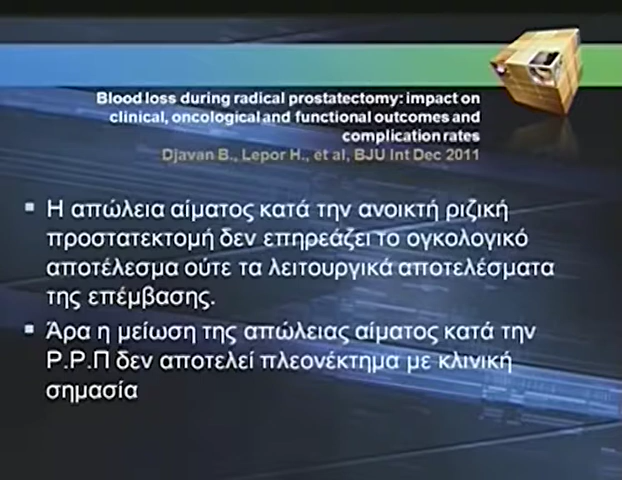 Blood loss during radical prostatectomy: impact on
clinical, oncological and functional outcomes and
complication rates
Djavan B., Lepor H., et al, BJU Int Dec 2011
▪ Η απώλεια αίματος κατά την ανοικτή ριζική
προστατεκτομή δεν επηρεάζει το ογκολογικό
αποτέλεσμα ούτε τα λειτουργικά αποτελέσματα
της επέμβασης.
▪ Άρα η μείωση της απώλειας αίματος κατά την
Ρ.Ρ.Π δεν αποτελεί πλεονέκτημα με κλινική
σημασία